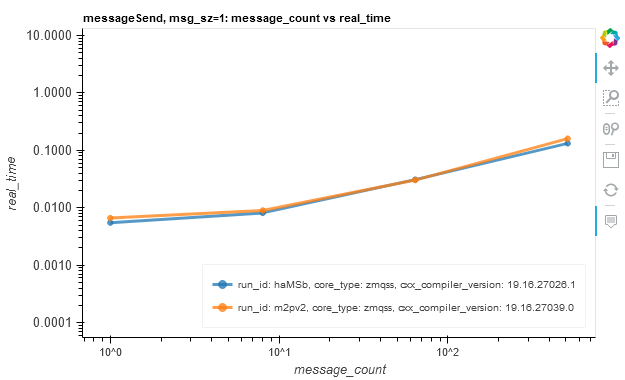 messageSend, msg_sz=1: message_count vs real_time
10.0000
1.0000
0.1000
0.0100
0.0010
0.0001
real_time
run_id: haMSb, core_type: zmqss, cxx_compiler_version: 19.16.27026.1
run_id: m2pv2, core_type: zmqss, cxx_compiler_version: 19.16.27039.0
10^0
10^1
10^2
message_count